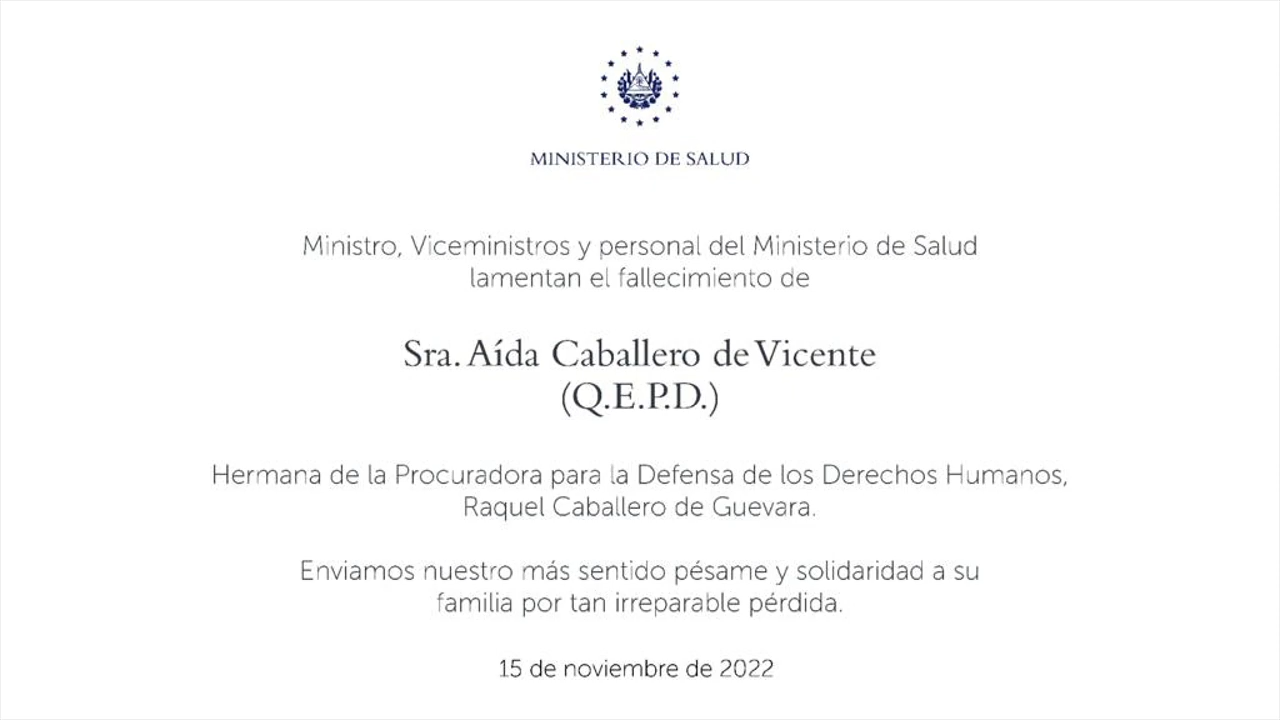 MINISTERIO DE SALUD
Ministro, Viceministros y personal del Ministerio de Salud
lamentan el fallecimiento de
Sra. Aída Caballero de Vicente
(Q.E.P.D.)
Hermana de la Procuradora para la Defensa de los Derechos Humanos,
Raquel Caballero de Guevara.
Enviamos nuestro más sentido pésame y solidaridad a su
familia por tan irreparable pérdida.
15 de noviembre de 2022